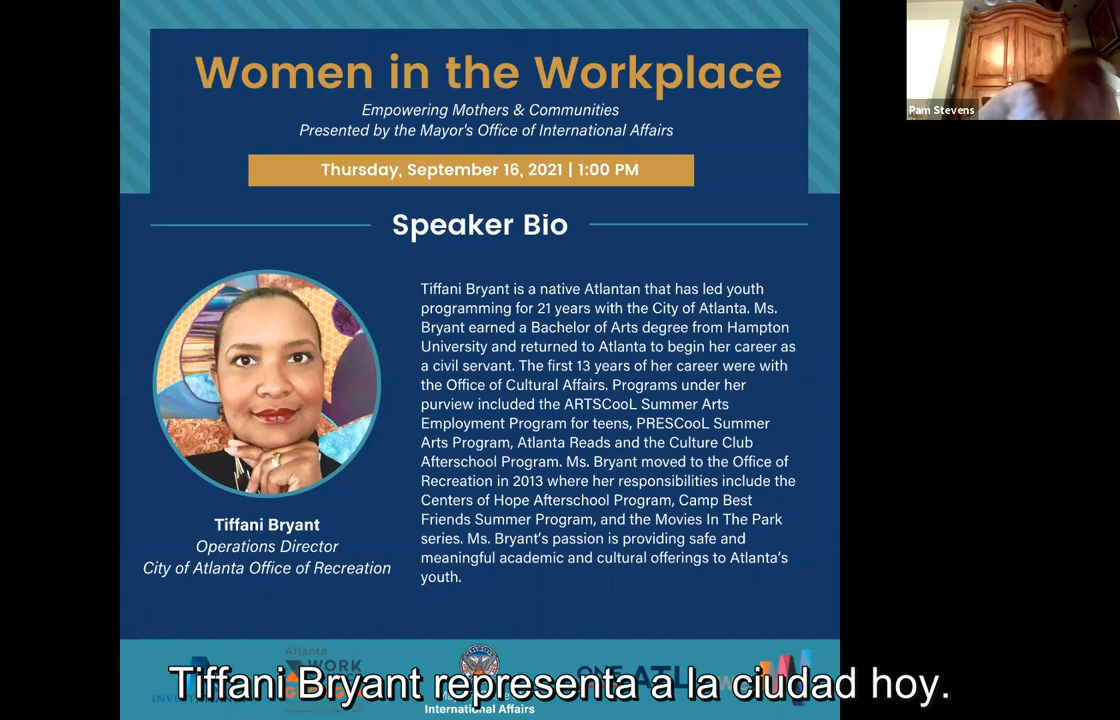 Women in the Workplace
Empowering Mothers & Communities
Presented by the Mayor's Office of International Affairs
Thursday, September 16, 2021 | 1:00 PM
Pam Stevens
Speaker Bio
Tiffani Bryant is a native Atlantan that has led youth
programming for 21 years with the City of Atlanta. Ms.
Bryant earned a Bachelor of Arts degree from Hampton
University and returned to Atlanta to begin her career as
a civil servant. The first 13 years of her career were with
the Office of Cultural Affairs. Programs under her
purview included the ARTSCooL Summer Arts
Employment Program for teens, PRESCooL Summer
Arts Program, Atlanta Reads and the Culture Club
Afterschool Program. Ms. Bryant moved to the Office of
Recreation in 2013 where her responsibilities include the
Centers of Hope Afterschool Program, Camp Best
Friends Summer Program, and the Movies In The Park
series. Ms. Bryant's passion is providing safe and
meaningful academic and cultural offerings to Atlanta's
youth.
Tiffani Bryant
Operations Director
City of Atlanta Office of Recreation
Atlanta
WORK
Tiffani Bryant representa a la ciudad hoy.
International Affairs